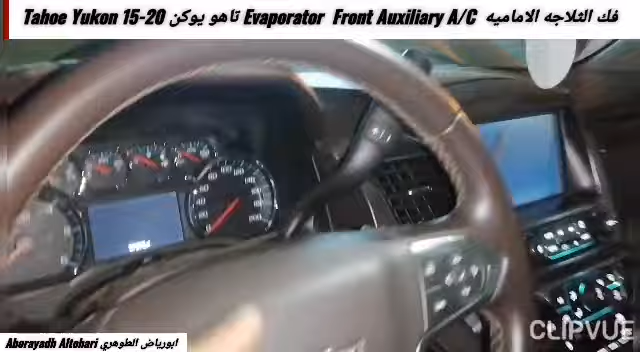 فك الثلاجه الاماميه Evaporator Front Auxiliary A/C تاهو يوكن Tahoe Yukon 15-20
Aborayadh Altohari ابورياض الطوهري
CLIPVUE